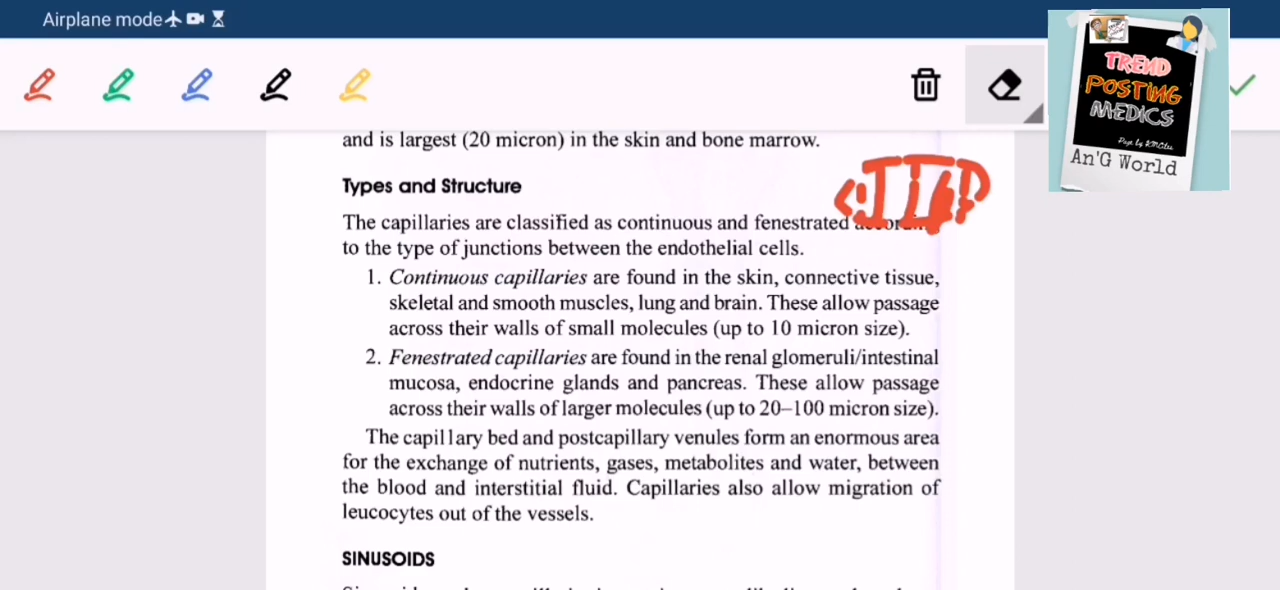 Airplane mode
TREND
POSTING
MEDICS
Page by RMCtu
An'G World
and is largest (20 micron) in the skin and bone marrow.
Types and Structure
The capillaries are classified as continuous and fenestrated according
to the type of junctions between the endothelial cells.
1. Continuous capillaries are found in the skin, connective tissue,
skeletal and smooth muscles, lung and brain. These allow passage
across their walls of small molecules (up to 10 micron size).
2. Fenestrated capillaries are found in the renal glomeruli/intestinal
mucosa, endocrine glands and pancreas. These allow passage
across their walls of larger molecules (up to 20–100 micron size).
The capillary bed and postcapillary venules form an enormous area
for the exchange of nutrients, gases, metabolites and water, between
the blood and interstitial fluid. Capillaries also allow migration of
leucocytes out of the vessels.
SINUSOIDS